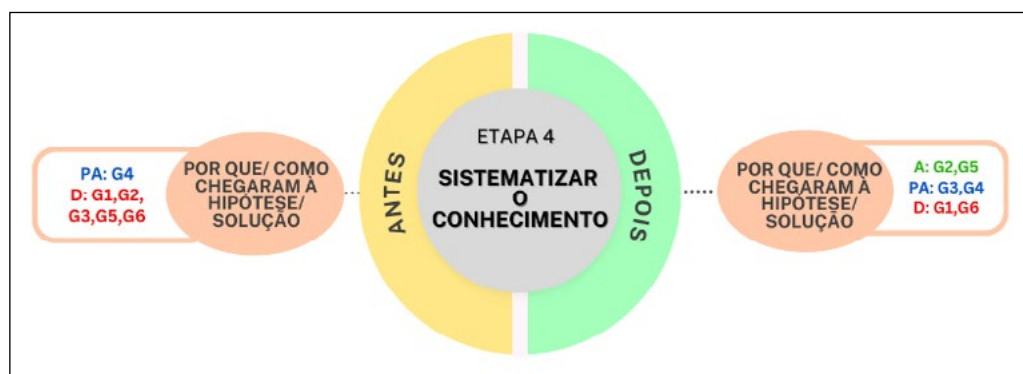 PA: G4
D: G1,G2,
G3,G5,G6
POR QUE/ COMO
CHEGARAM À
HIPÓTESE/
SOLUÇÃO
ANTES
ETAPA 4
SISTEMATIZAR
O
CONHECIMENTO
DEPOIS
POR QUE/ COMO
CHEGARAM À
HIPÓTESE/
SOLUÇÃO
A: G2,G5
PA: G3,G4
D: G1,G6